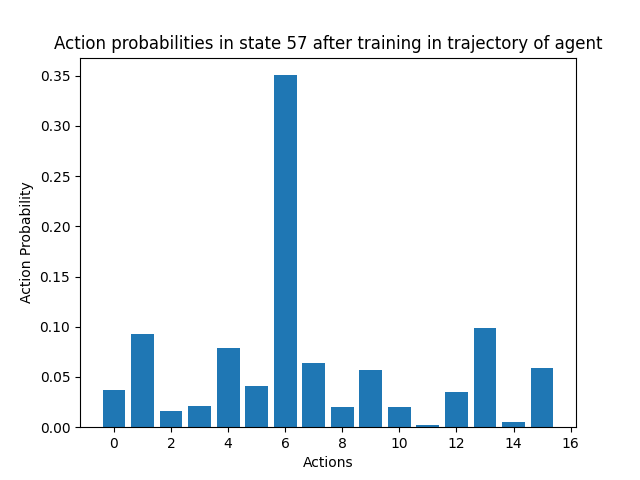 Action probabilities in state 57 after training in trajectory of agent
0.35
0.30
0.25
0.20
0.15
0.10
0.05
0.00
Action Probability
0 2 4 6 8 10 12 14 16
Actions